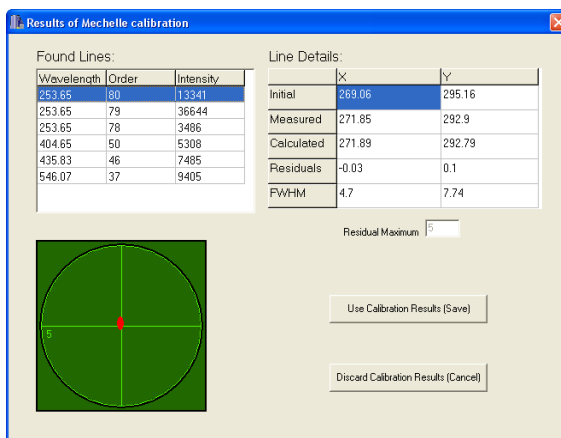 Results of Mechelle calibration
Found Lines:
Wavelength Order Intensity
253.65 80 13341
253.65 79 36644
253.65 78 3486
404.65 50 5308
435.83 46 7485
546.07 37 9405
Line Details:
X Y
Initial 269.06 295.16
Measured 271.85 292.9
Calculated 271.89 292.79
Residuals -0.03 0.1
FWHM 4.7 7.74
Residual Maximum 5
5
Use Calibration Results (Save)
Discard Calibration Results (Cancel)